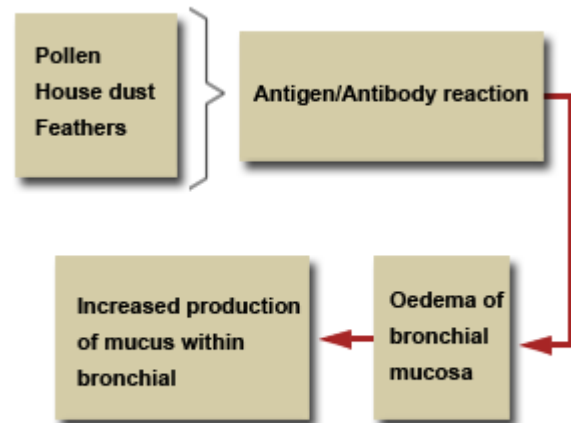 Pollen
House dust
Feathers
Antigen/Antibody reaction
Oedema of
bronchial
mucosa
Increased production
of mucus within
bronchial